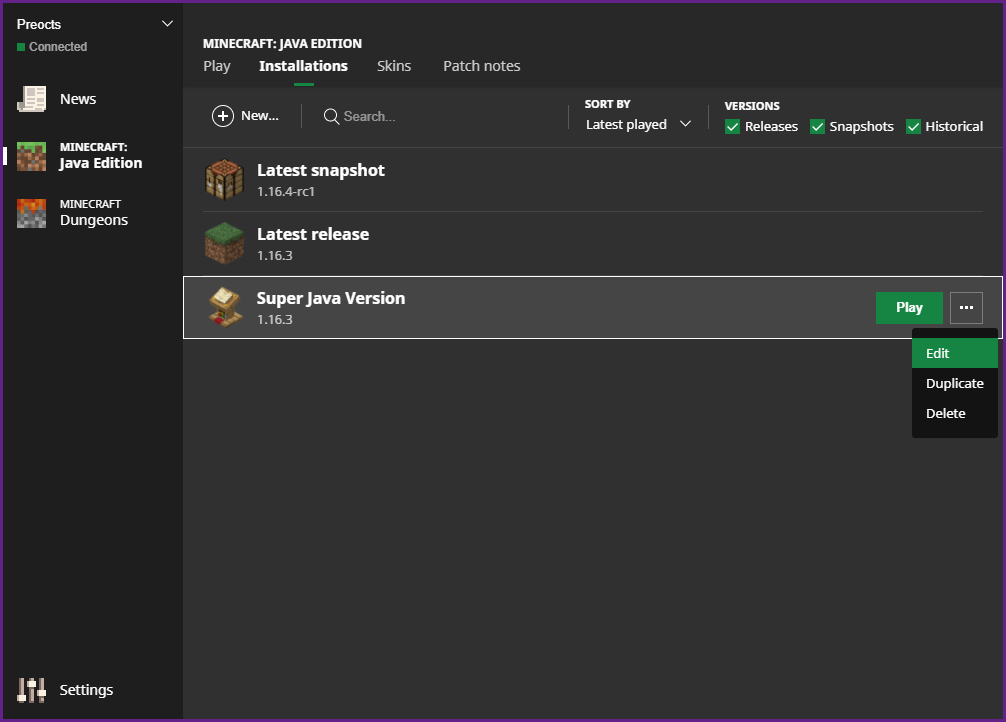 Preocts
Connected
News
MINECRAFT:
Java Edition
MINECRAFT
Dungeons
Settings
MINECRAFT: JAVA EDITION
Play Installations Skins Patch notes
New... Search...
SORT BY
Latest played
VERSIONS
Releases Snapshots Historical
Latest snapshot
1.16.4-rc1
Latest release
1.16.3
Super Java Version
1.16.3
Play ...
Edit
Duplicate
Delete